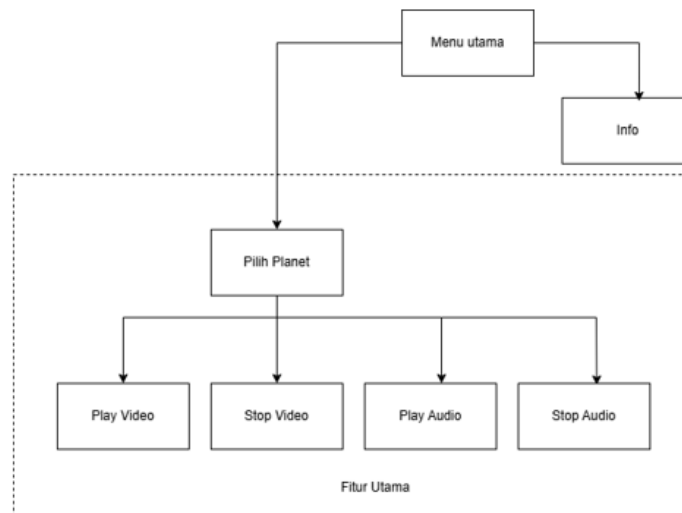 Menu utama
Info
Pilih Planet
Play Video
Stop Video
Play Audio
Stop Audio
Fitur Utama